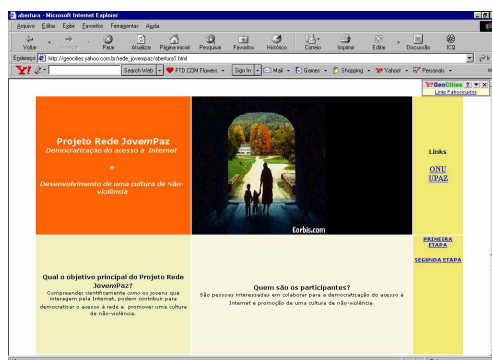 abertura - Microsoft Internet Explorer
Arquivo Editar Exibir Favoritos Ferramentas Ajuda
Voltar Avançar Parar Atualizar Página inicial Pesquisar Favoritos Histórico Correio Imprimir Editar Discussão ICQ
Endereço http://geocities.yahoo.com.br/rede_jovempaz/abertura1.html
Y! Search Web FTD.COM Flowers Sign In Mail Games Shopping Yahoo! Personals
Y!GeoCities ? ▼ X
Links Patrocinados
Projeto Rede JovemPaz
Democratização do acesso à Internet
e
Desenvolvimento de uma cultura de Não-
violência
Corbis.com
Links
ONU
UPAZ
PRIMEIRA
ETAPA
SEGUNDA ETAPA
Qual o objetivo principal do Projeto Rede
JovemPaz?
Compreender cientificamente como os jovens que
interagem pela Internet, podem contribuir para
democratizar o acesso à rede e promover uma cultura
de não-violência.
Quem são os participantes?
São pessoas interessadas em colaborar para a democratização do acesso à
Internet e promoção de uma cultura de não-violência.